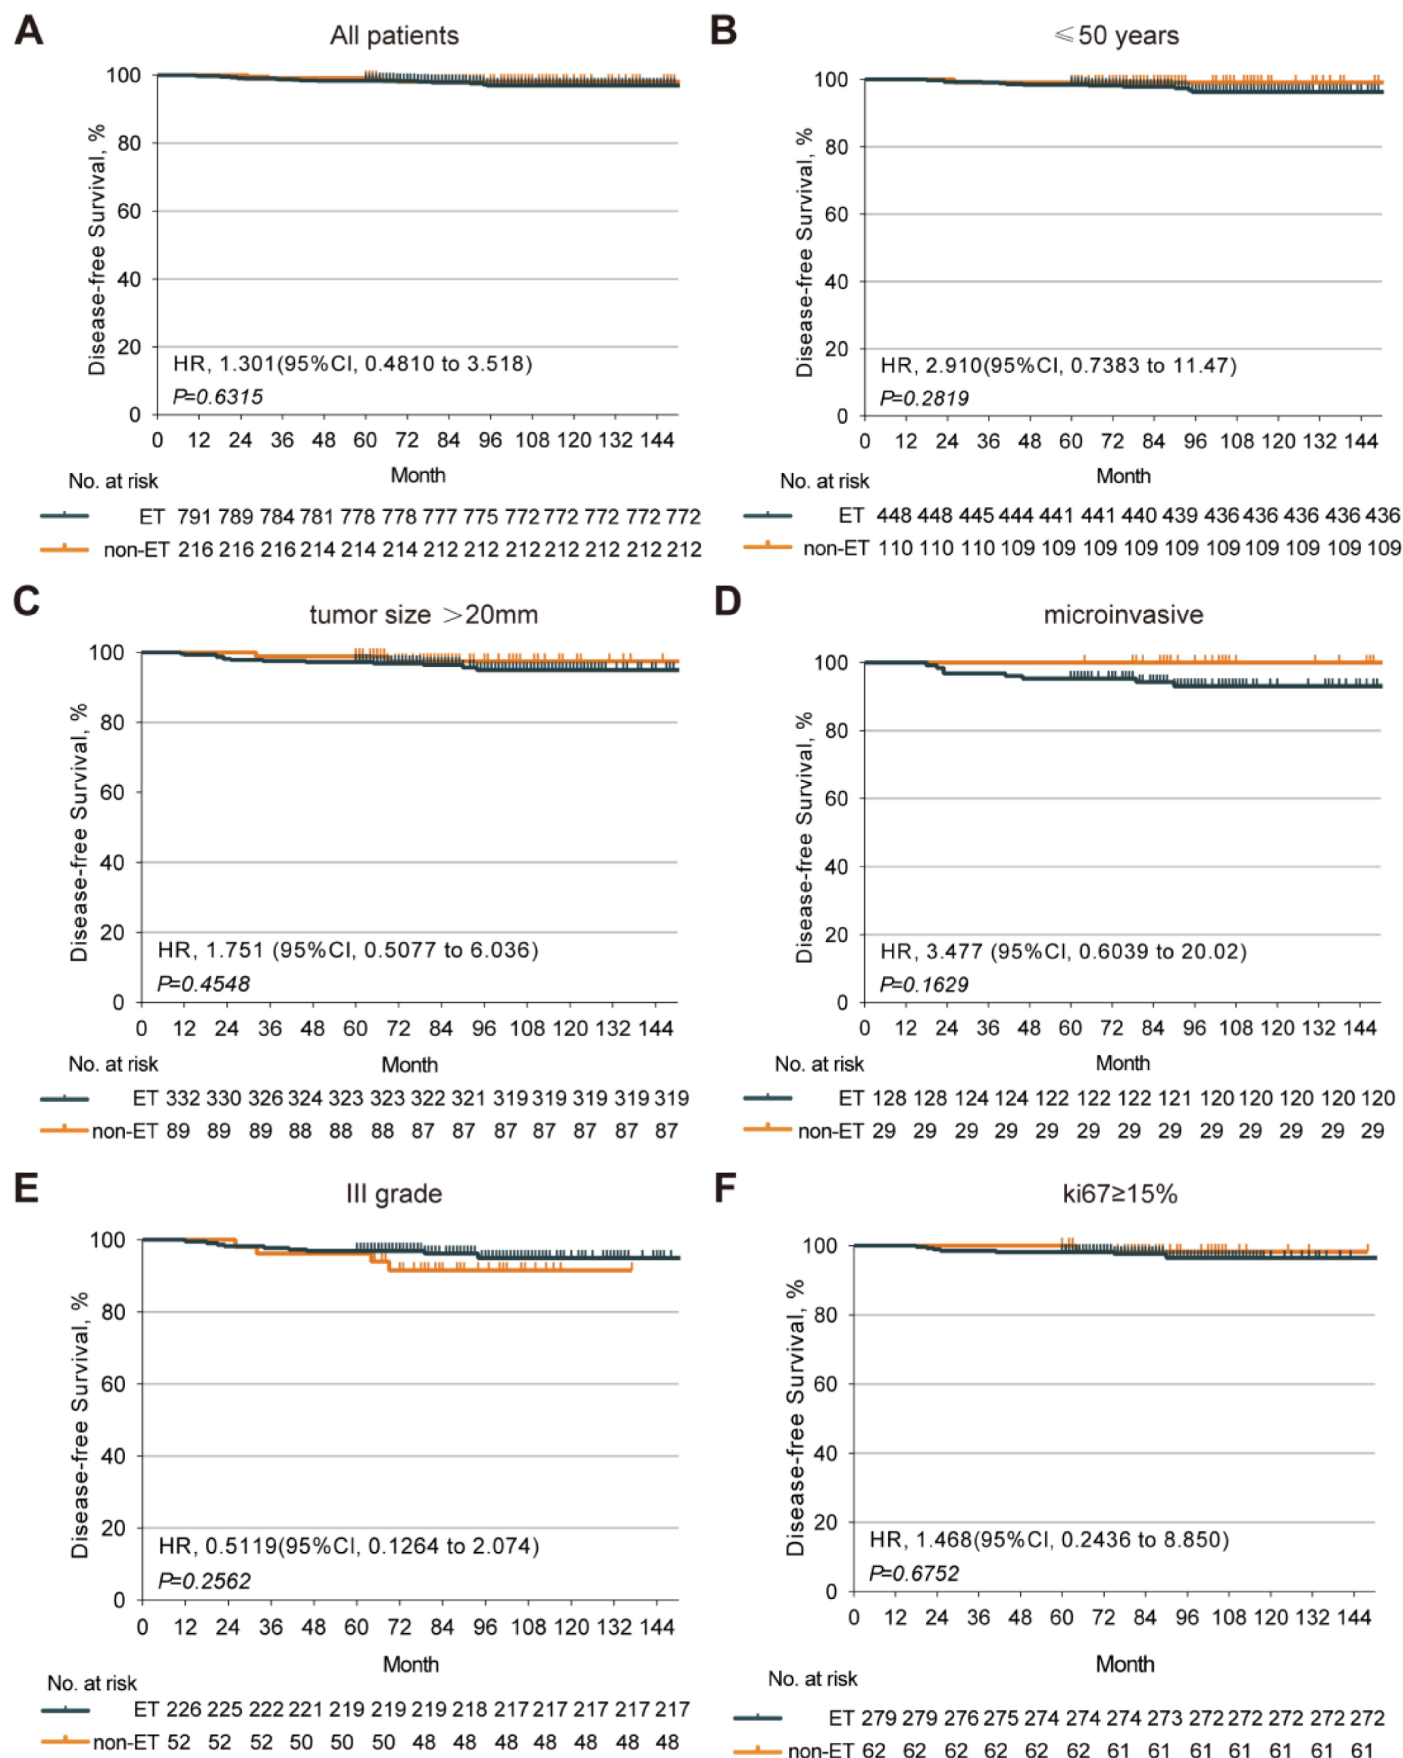 A
All patients
100
80
60
40
20
0
Disease-free Survival, %
HR, 1.301(95%CI, 0.4810 to 3.518)
P=0.6315
0 12 24 36 48 60 72 84 96 108 120 132 144
Month
No. at risk
ET 791 789 784 781 778 778 777 775 772 772 772 772 772
non-ET 216 216 216 214 214 214 212 212 212 212 212 212 212
B
≤50 years
100
80
60
40
20
0
Disease-free Survival, %
HR, 2.910(95%CI, 0.7383 to 11.47)
P=0.2819
0 12 24 36 48 60 72 84 96 108 120 132 144
Month
No. at risk
ET 448 448 445 444 441 441 440 439 436 436 436 436 436
non-ET 110 110 110 109 109 109 109 109 109 109 109 109 109
C
tumor size >20mm
100
80
60
40
20
0
Disease-free Survival, %
HR, 1.751 (95%CI, 0.5077 to 6.036)
P=0.4548
0 12 24 36 48 60 72 84 96 108 120 132 144
Month
No. at risk
ET 332 330 326 324 323 323 322 321 319 319 319 319 319
non-ET 89 89 89 88 88 88 87 87 87 87 87 87 87
D
microinvasive
100
80
60
40
20
0
Disease-free Survival, %
HR, 3.477 (95%CI, 0.6039 to 20.02)
P=0.1629
0 12 24 36 48 60 72 84 96 108 120 132 144
Month
No. at risk
ET 128 128 124 124 122 122 122 121 120 120 120 120 120
non-ET 29 29 29 29 29 29 29 29 29 29 29 29 29
E
III grade
100
80
60
40
20
0
Disease-free Survival, %
HR, 0.5119(95%CI, 0.1264 to 2.074)
P=0.2562
0 12 24 36 48 60 72 84 96 108 120 132 144
Month
No. at risk
ET 226 225 222 221 219 219 219 218 217 217 217 217 217
non-ET 52 52 52 50 50 50 48 48 48 48 48 48 48
F
ki67≥15%
100
80
60
40
20
0
Disease-free Survival, %
HR, 1.468(95%CI, 0.2436 to 8.850)
P=0.6752
0 12 24 36 48 60 72 84 96 108 120 132 144
Month
No. at risk
ET 279 279 276 275 274 274 274 273 272 272 272 272 272
non-ET 62 62 62 62 62 62 61 61 61 61 61 61 61